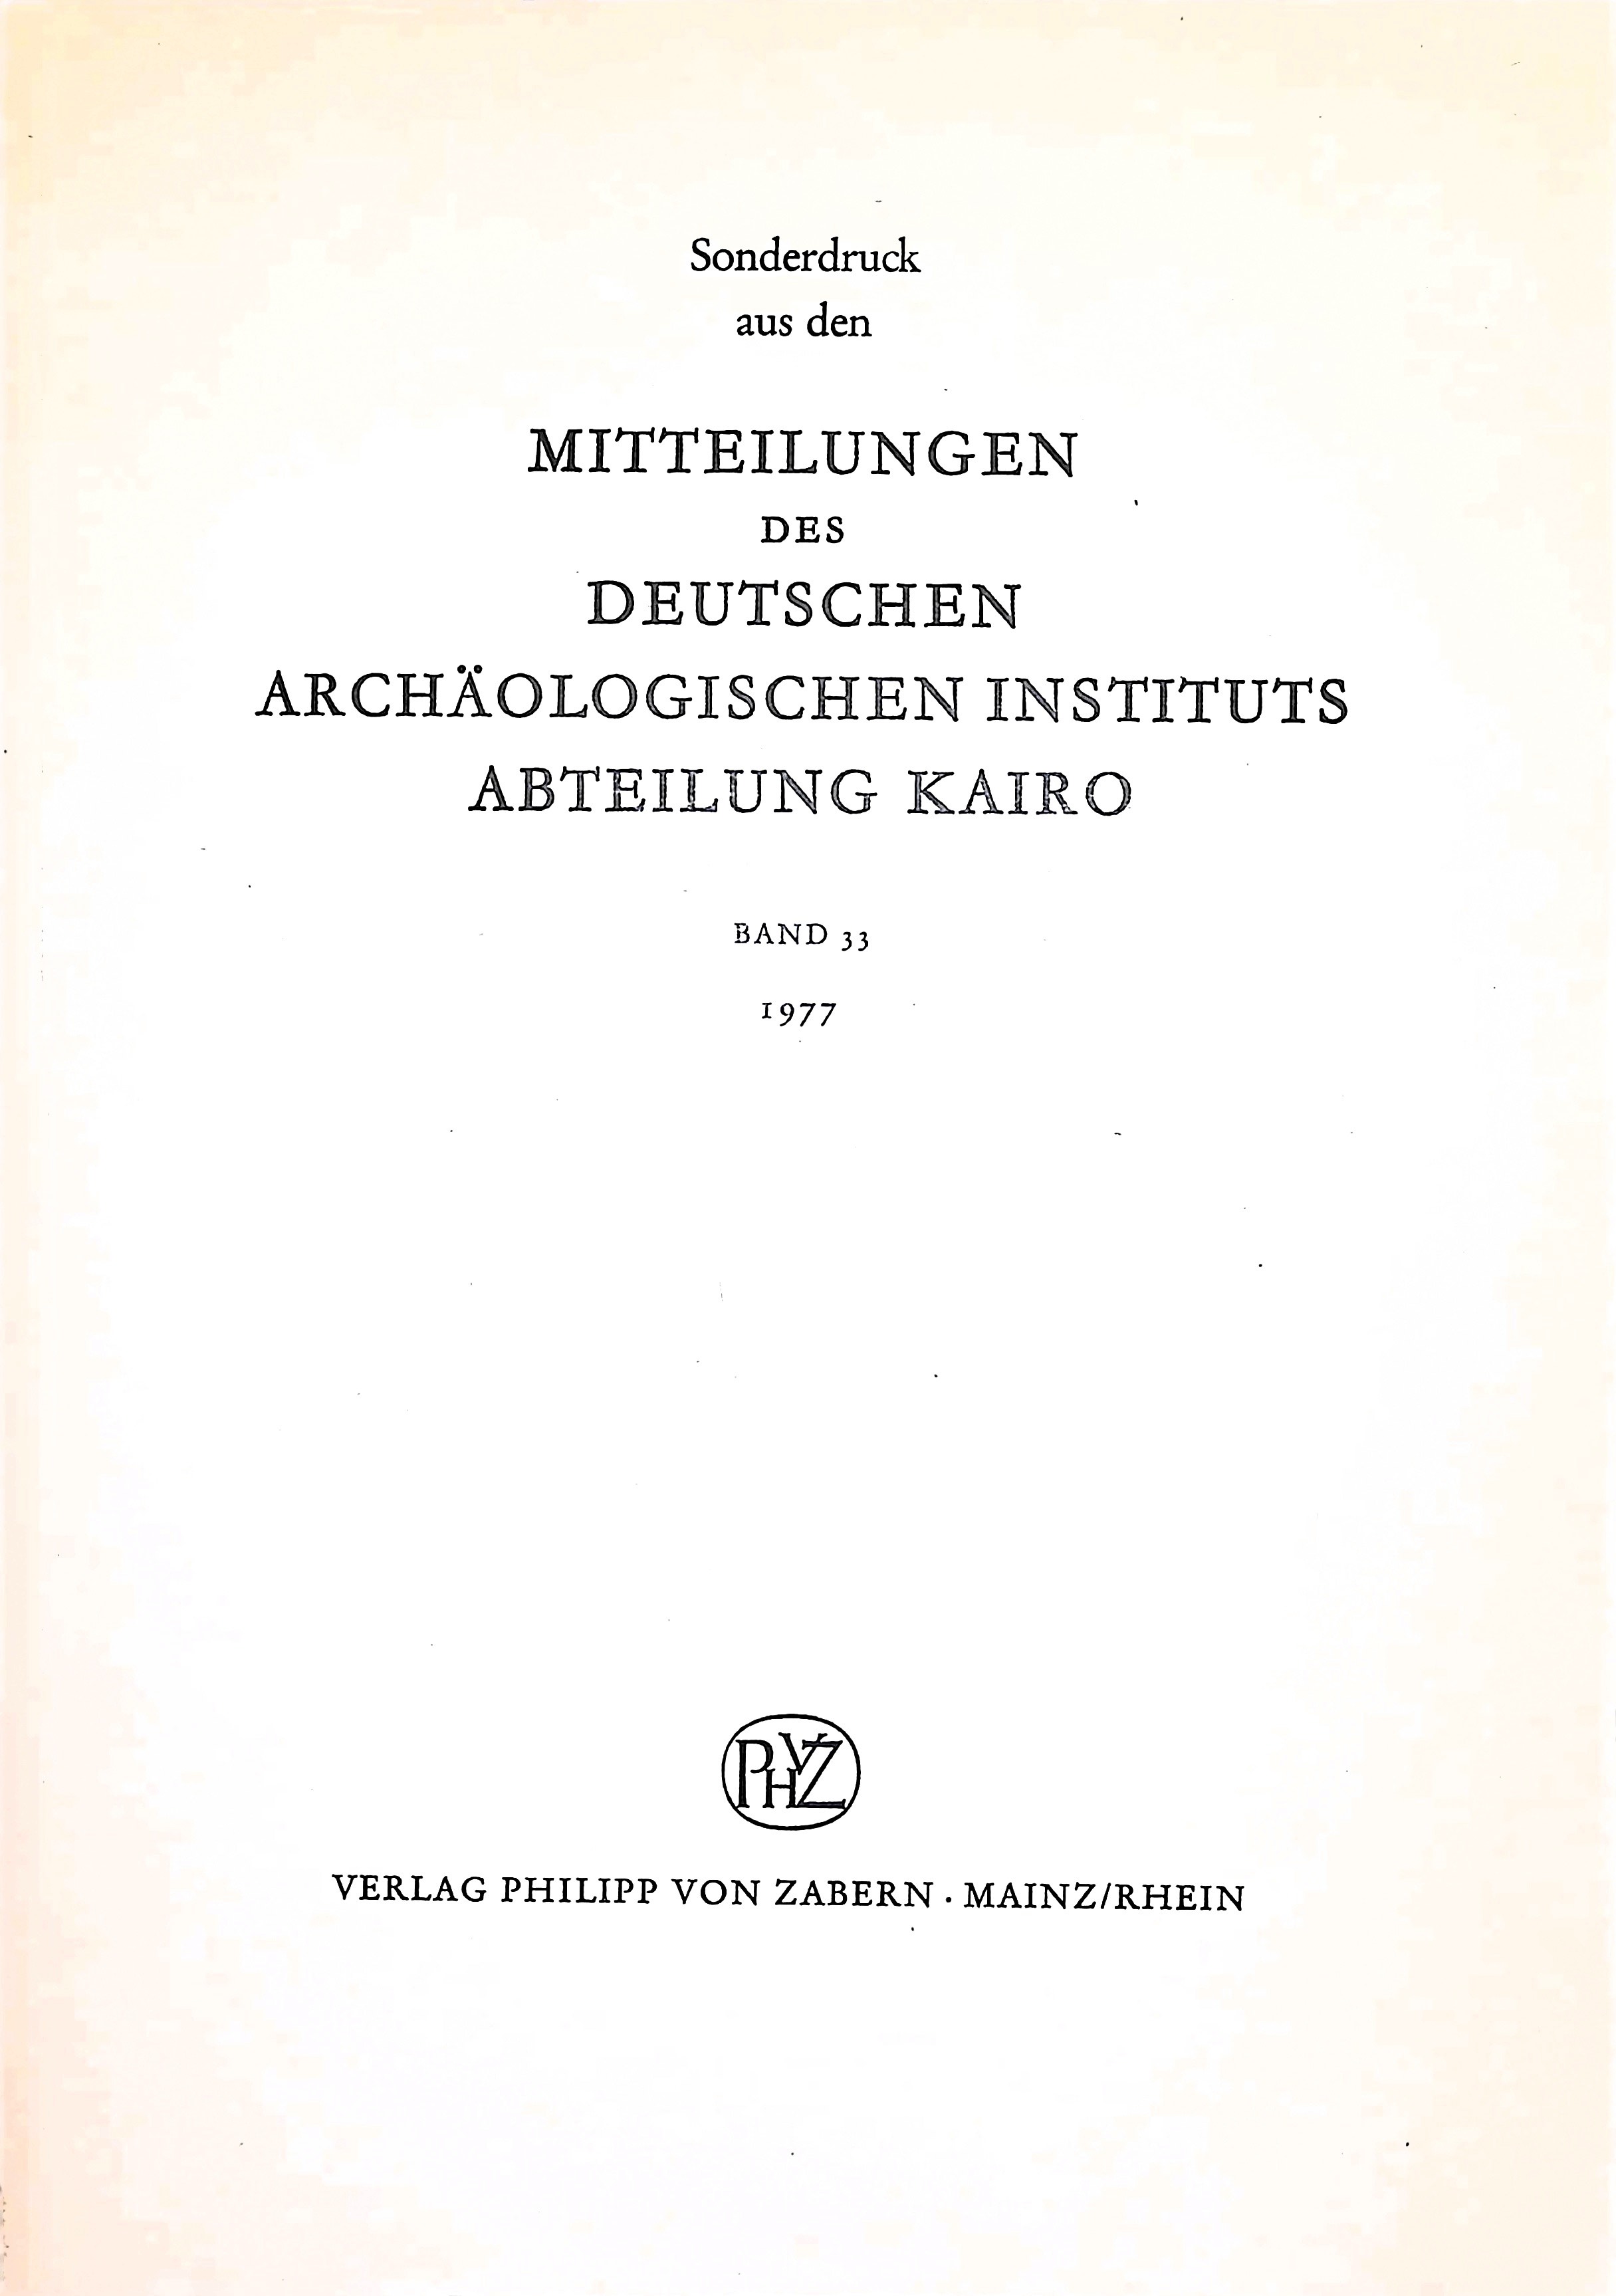 Sonderdruck
aus den
MITTEILUNGEN
DES
DEUTSCHEN
ARCHÄOLOGISCHEN INSTITUTS
ABTEILUNG KAIRO
BAND 33
1977
PHVZ
VERLAG PHILIPP VON ZABERN · MAINZ/RHEIN